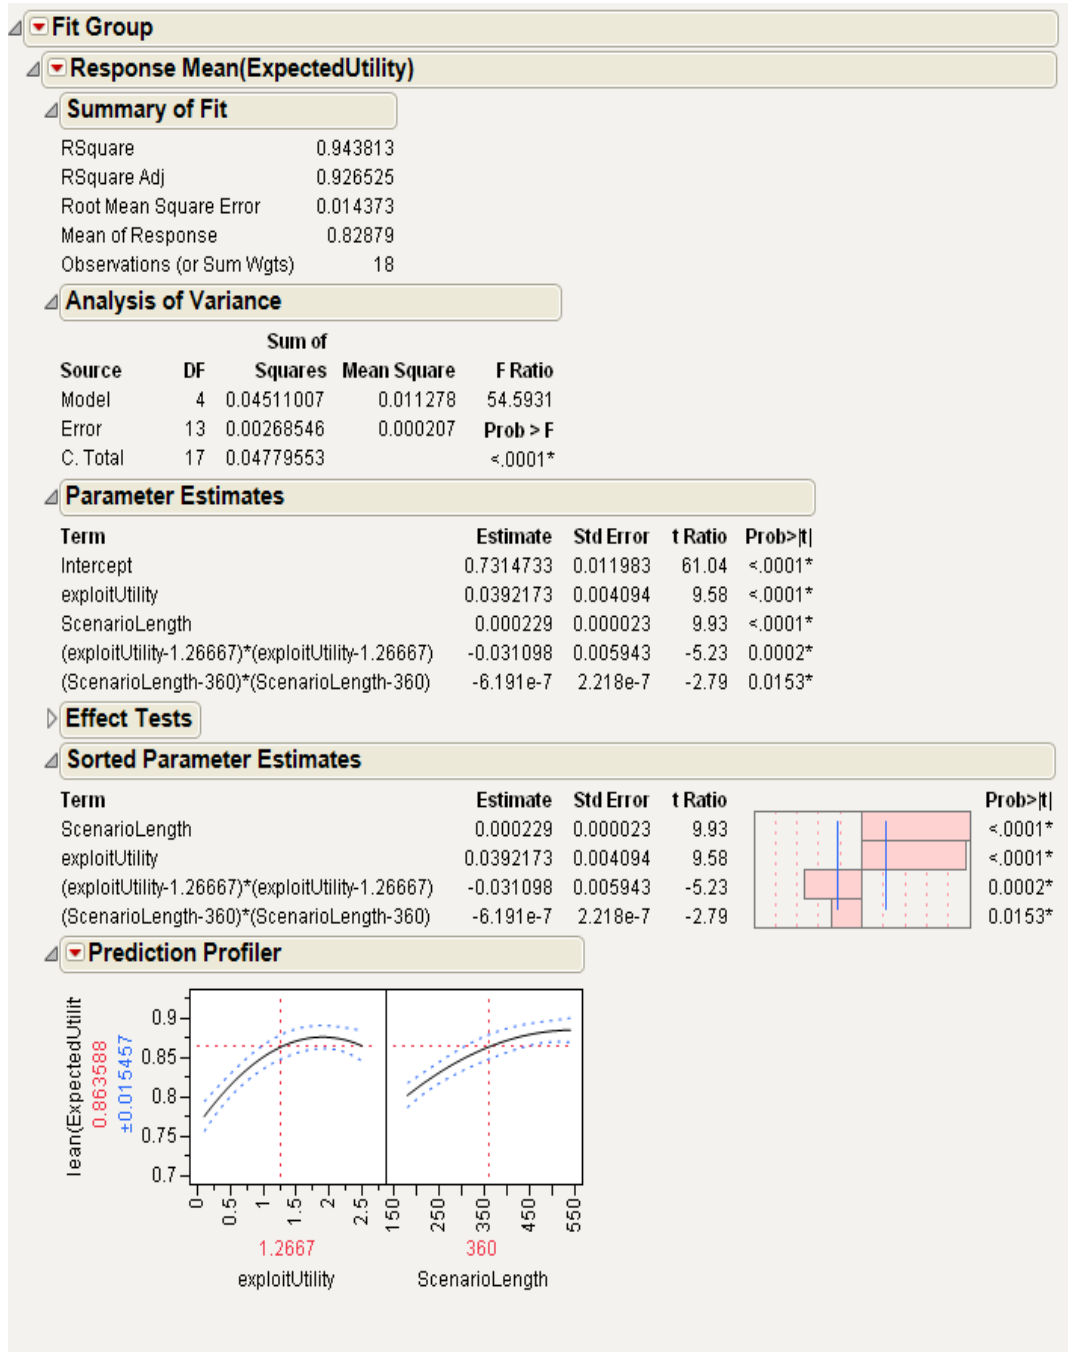 Fit Group
Response Mean(ExpectedUtility)
Summary of Fit
RSquare 0.943813
RSquare Adj 0.926525
Root Mean Square Error 0.014373
Mean of Response 0.82879
Observations (or Sum Wgts) 18
Analysis of Variance
Sum of
Source DF Squares Mean Square F Ratio
Model 4 0.04511007 0.011278 54.5931
Error 13 0.00268546 0.000207 Prob > F
C. Total 17 0.04779553 <.0001*
Parameter Estimates
Term Estimate Std Error t Ratio Prob>|t|
Intercept 0.7314733 0.011983 61.04 <.0001*
exploitUtility 0.0392173 0.004094 9.58 <.0001*
ScenarioLength 0.000229 0.000023 9.93 <.0001*
(exploitUtility-1.26667)*(exploitUtility-1.26667) -0.031098 0.005943 -5.23 0.0002*
(ScenarioLength-360)*(ScenarioLength-360) -6.191e-7 2.218e-7 -2.79 0.0153*
Effect Tests
Sorted Parameter Estimates
Term Estimate Std Error t Ratio Prob>|t|
ScenarioLength 0.000229 0.000023 9.93 <.0001*
exploitUtility 0.0392173 0.004094 9.58 <.0001*
(exploitUtility-1.26667)*(exploitUtility-1.26667) -0.031098 0.005943 -5.23 0.0002*
(ScenarioLength-360)*(ScenarioLength-360) -6.191e-7 2.218e-7 -2.79 0.0153*
Prediction Profiler
lean(ExpectedUtilit
0.863588
±0.015457
0.9
0.85
0.8
0.75
0.7
0 0.5 1 1.5 2 2.5 150 250 350 450 550
1.2667 360
exploitUtility ScenarioLength